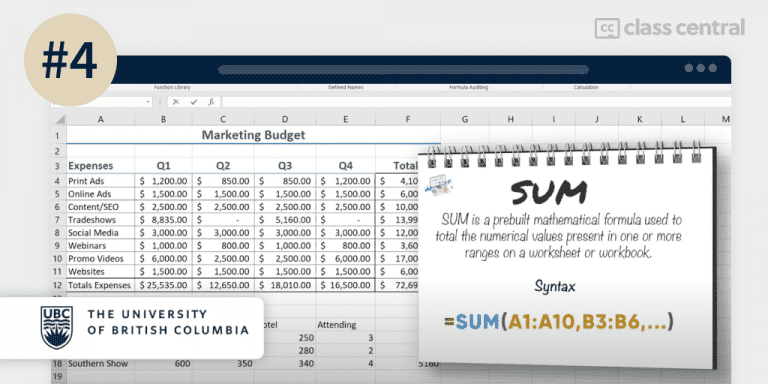 #4
class central
Function Library Defined Names Formula Auditing Calculation
A B C D E F G H I J K L M
1 Marketing Budget
2
3 Expenses Q1 Q2 Q3 Q4 Total
4 Print Ads $ 1,200.00 $ 850.00 $ 850.00 $ 1,200.00 $ 4,10
5 Online Ads $ 1,500.00 $ 1,500.00 $ 1,500.00 $ 1,500.00 $ 6,00
6 Content/SEO $ 2,500.00 $ 2,500.00 $ 2,500.00 $ 2,500.00 $ 10,00
7 Tradeshows $ 8,835.00 $ - $ 5,160.00 $ - $ 13,99
8 Social Media $ 3,000.00 $ 3,000.00 $ 3,000.00 $ 3,000.00 $ 12,00
9 Webinars $ 1,000.00 $ 800.00 $ 1,000.00 $ 800.00 $ 3,60
10 Promo Videos $ 6,000.00 $ 2,500.00 $ 2,500.00 $ 6,000.00 $ 17,00
11 Websites $ 1,500.00 $ 1,500.00 $ 1,500.00 $ 1,500.00 $ 6,00
12 Totals Expenses $ 25,535.00 $ 12,650.00 $ 18,010.00 $ 16,500.00 $ 72,69
SUM
SUM is a prebuilt mathematical formula used to
total the numerical values present in one or more
ranges on a worksheet or workbook.
Syntax
=SUM(A1:A10,B3:B6,...)
UBC
THE UNIVERSITY
OF BRITISH COLUMBIA
otel Attending
250 3
280 2
18 Southern Show 600 350 340 4 5160
19